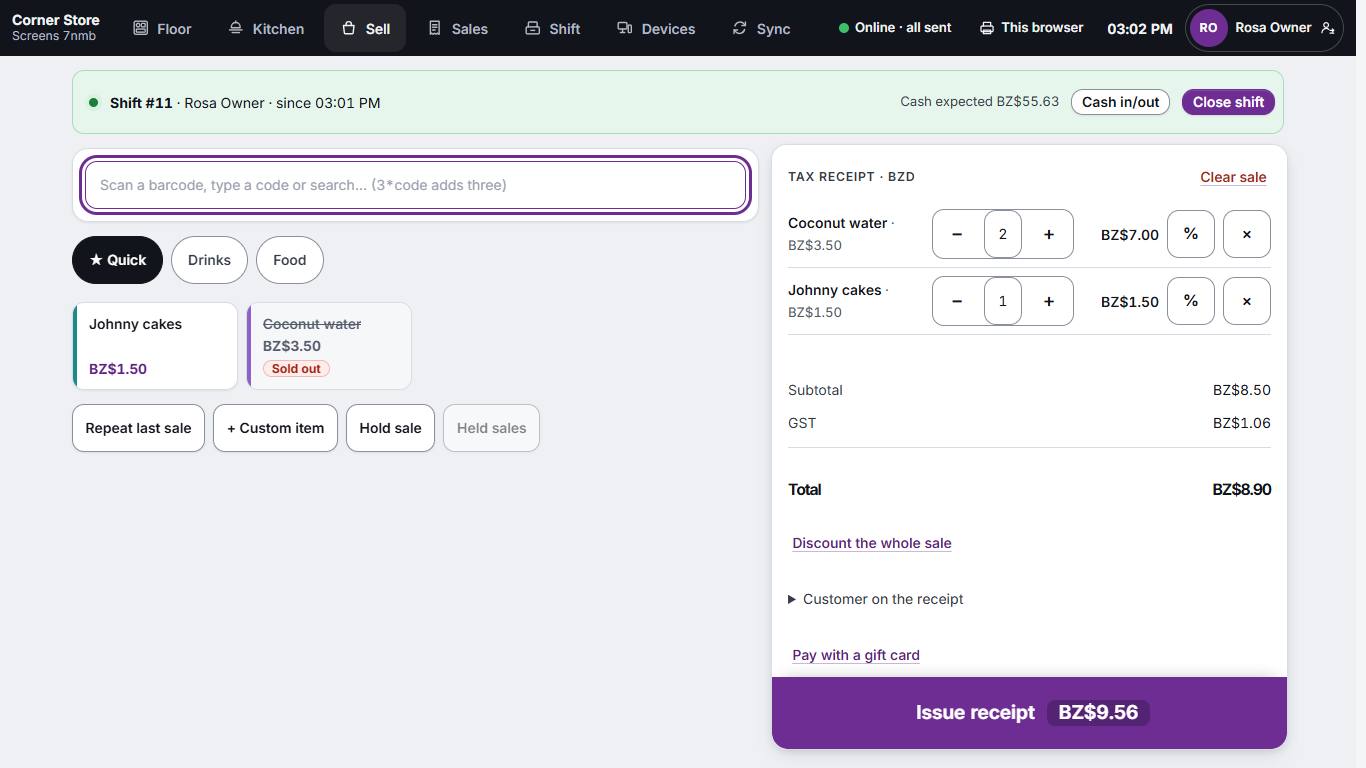 Corner Store
Screens 7nmb
Floor
Kitchen
Sell
Sales
Shift
Devices
Sync
Online · all sent
This browser
03:02 PM
RO
Rosa Owner
Shift #11 · Rosa Owner · since 03:01 PM
Cash expected BZ$55.63
Cash in/out
Close shift
Scan a barcode, type a code or search... (3*code adds three)
★ Quick
Drinks
Food
Johnny cakes
BZ$1.50
Coconut water
BZ$3.50
Sold out
Repeat last sale
+ Custom item
Hold sale
Held sales
TAX RECEIPT · BZD
Clear sale
Coconut water ·
BZ$3.50
− 2 +
BZ$7.00
%
×
Johnny cakes ·
BZ$1.50
− 1 +
BZ$1.50
%
×
Subtotal BZ$8.50
GST BZ$1.06
Total BZ$8.90
Discount the whole sale
▶ Customer on the receipt
Pay with a gift card
Issue receipt BZ$9.56